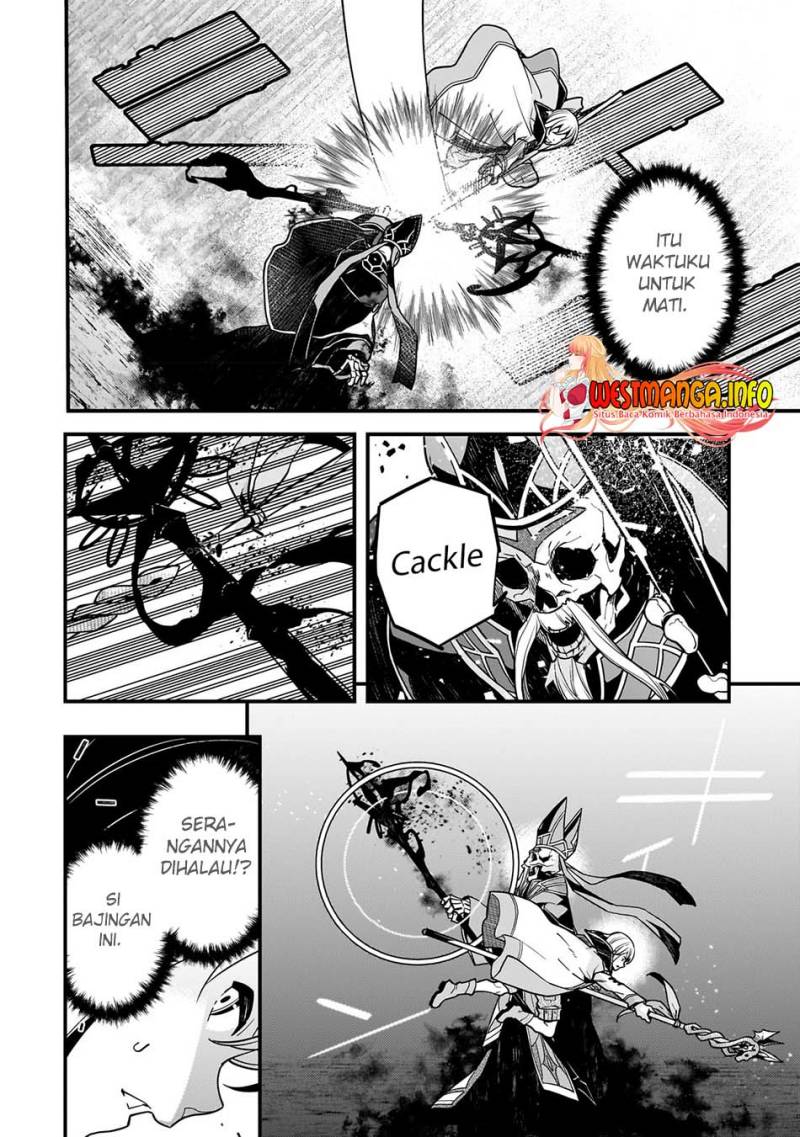 ITU
WAKTUKU
UNTUK
MATI.
WESTMANGA.INFO
Situs Baca Komik Berbahasa Indonesia
Cackle
SERA-
NGANNYA
DIHALAU!?
SI
BAJINGAN
INI.